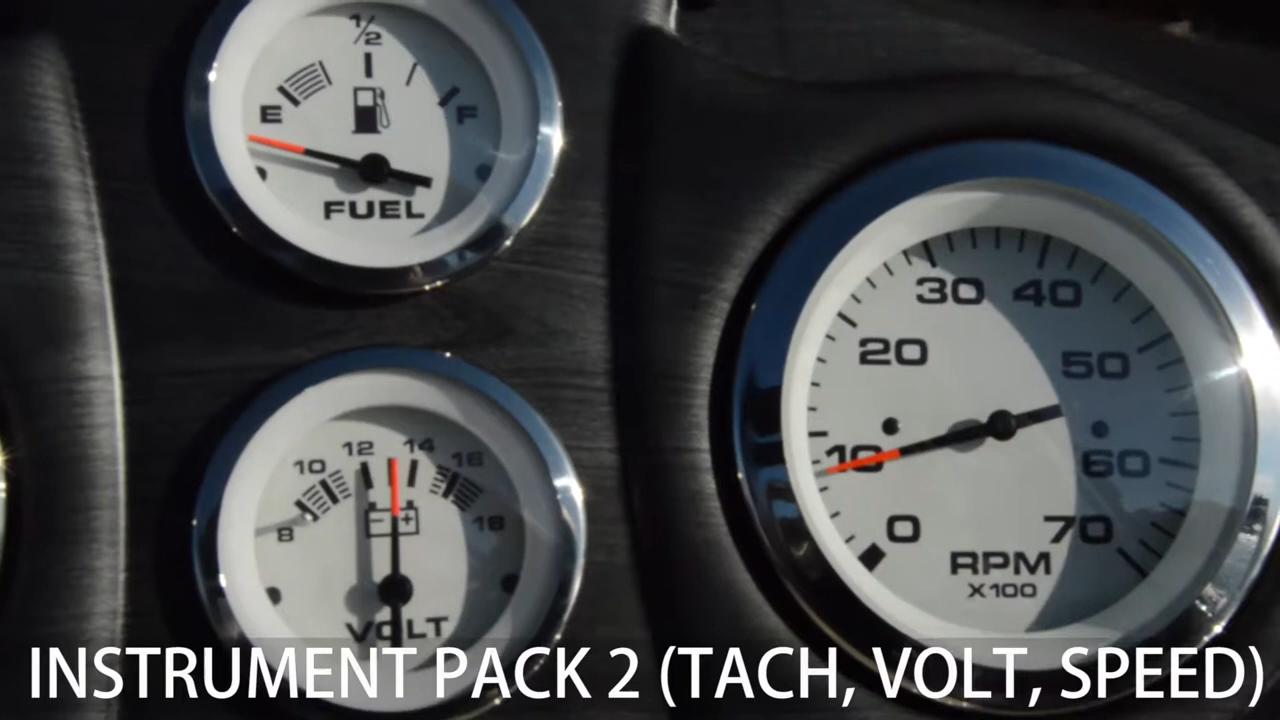 1/2
E F
FUEL
30 40
20 50
10 60
0 70
RPM
X100
12 14
10 16
8 18
VOLT
INSTRUMENT PACK 2 (TACH, VOLT, SPEED)